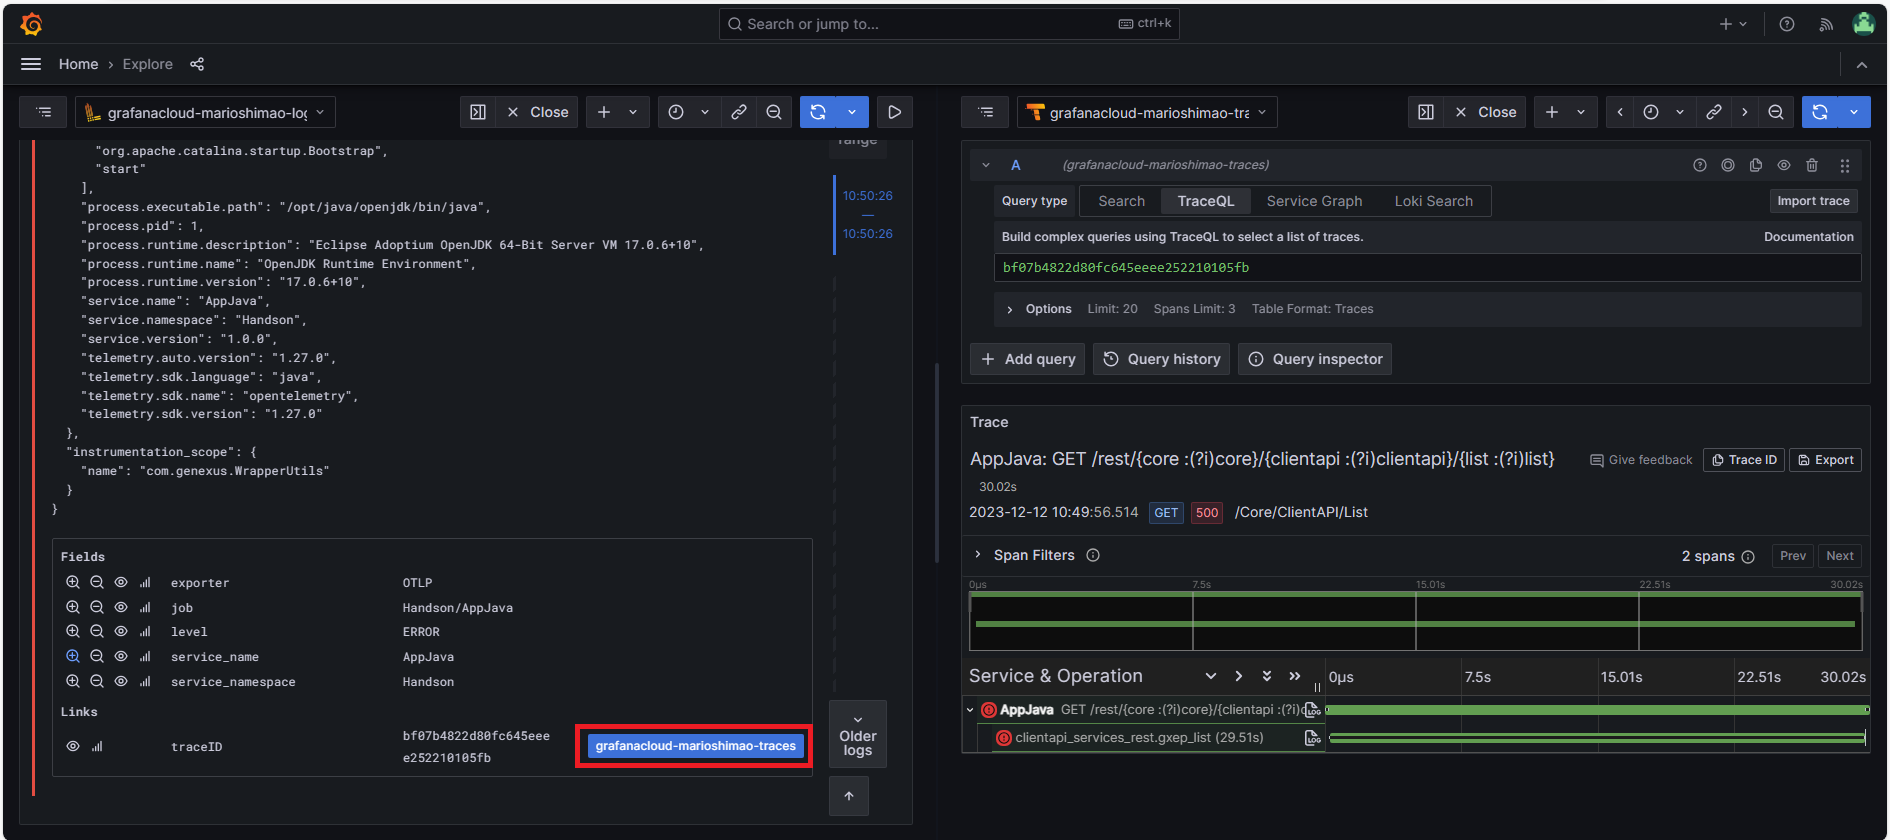 Search or jump to...
ctrl+k
Home › Explore
grafanacloud-marioshimao-log
Close
range
"org.apache.catalina.startup.Bootstrap",
"start"
],
"process.executable.path": "/opt/java/openjdk/bin/java",
"process.pid": 1,
"process.runtime.description": "Eclipse Adoptium OpenJDK 64-Bit Server VM 17.0.6+10",
"process.runtime.name": "OpenJDK Runtime Environment",
"process.runtime.version": "17.0.6+10",
"service.name": "AppJava",
"service.namespace": "Handson",
"service.version": "1.0.0",
"telemetry.auto.version": "1.27.0",
"telemetry.sdk.language": "java",
"telemetry.sdk.name": "opentelemetry",
"telemetry.sdk.version": "1.27.0"
},
"instrumentation_scope": {
"name": "com.genexus.WrapperUtils"
}
}
10:50:26
—
10:50:26
Fields
exporter OTLP
job Handson/AppJava
level ERROR
service_name AppJava
service_namespace Handson
Links
traceID bf07b4822d80fc645eee
e252210105fb
grafanacloud-marioshimao-traces
Older
logs
grafanacloud-marioshimao-tra
Close
A (grafanacloud-marioshimao-traces)
Query type Search TraceQL Service Graph Loki Search Import trace
Build complex queries using TraceQL to select a list of traces. Documentation
bf07b4822d80fc645eeee252210105fb
Options Limit: 20 Spans Limit: 3 Table Format: Traces
+ Add query Query history Query inspector
Trace
AppJava: GET /rest/{core :(?i)core}/{clientapi :(?i)clientapi}/{list :(?i)list}
Give feedback Trace ID Export
30.02s
2023-12-12 10:49:56.514 GET 500 /Core/ClientAPI/List
Span Filters 2 spans Prev Next
0μs 7.5s 15.01s 22.51s 30.02s
Service & Operation 0μs 7.5s 15.01s 22.51s 30.02s
AppJava GET /rest/{core :(?i)core}/{clientapi :(?i)c
LOG
clientapi_services_rest.gxep_list (29.51s)
LOG